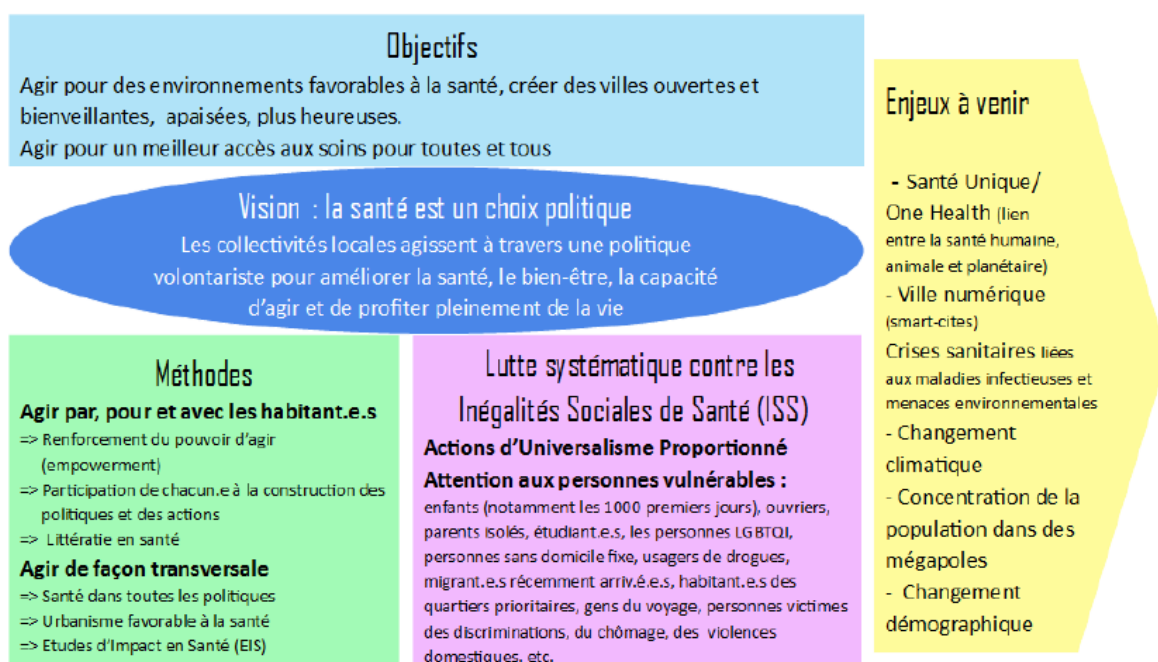 Objectifs
Agir pour des environnements favorables à la santé, créer des villes ouvertes et
bienveillantes, apaisées, plus heureuses.
Agir pour un meilleur accès aux soins pour toutes et tous
Vision : la santé est un choix politique
Les collectivités locales agissent à travers une politique
volontariste pour améliorer la santé, le bien-être, la capacité
d'agir et de profiter pleinement de la vie
Méthodes
Agir par, pour et avec les habitant.e.s
=> Renforcement du pouvoir d'agir
(empowerment)
=> Participation de chacun.e à la construction des
politiques et des actions
=> Littératie en santé
Agir de façon transversale
=> Santé dans toutes les politiques
=> Urbanisme favorable à la santé
=> Etudes d'Impact en Santé (EIS)
Lutte systématique contre les
Inégalités Sociales de Santé (ISS)
Actions d'Universalisme Proportionné
Attention aux personnes vulnérables :
enfants (notamment les 1000 premiers jours), ouvriers,
parents isolés, étudiant.e.s, les personnes LGBTQI,
personnes sans domicile fixe, usagers de drogues,
migrant.e.s récemment arriv.é.e.s, habitant.e.s des
quartiers prioritaires, gens du voyage, personnes victimes
des discriminations, du chômage, des violences
domestiques, etc.
Enjeux à venir
- Santé Unique/
One Health (lien
entre la santé humaine,
animale et planétaire)
- Ville numérique
(smart-cites)
Crises sanitaires liées
aux maladies infectieuses et
menaces environnementales
- Changement
climatique
- Concentration de la
population dans des
mégapoles
- Changement
démographique